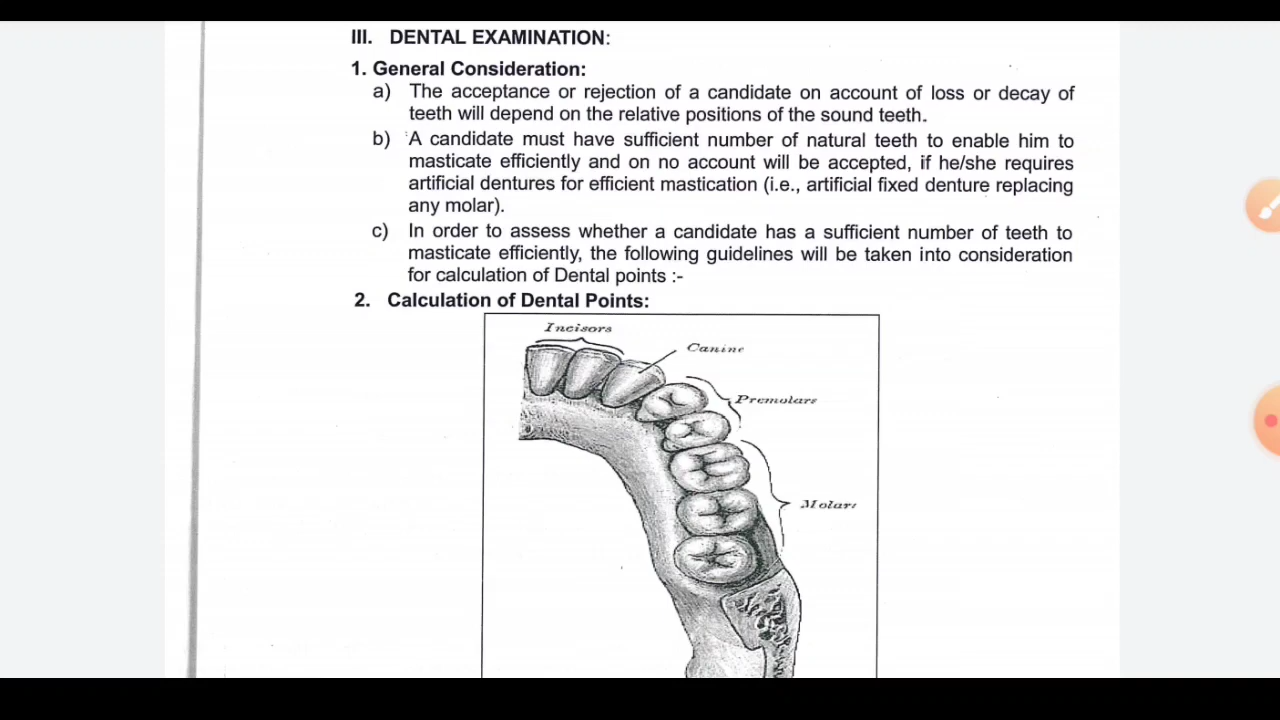 III. DENTAL EXAMINATION:
1. General Consideration:
a) The acceptance or rejection of a candidate on account of loss or decay of
teeth will depend on the relative positions of the sound teeth.
b) A candidate must have sufficient number of natural teeth to enable him to
masticate efficiently and on no account will be accepted, if he/she requires
artificial dentures for efficient mastication (i.e., artificial fixed denture replacing
any molar).
c) In order to assess whether a candidate has a sufficient number of teeth to
masticate efficiently, the following guidelines will be taken into consideration
for calculation of Dental points :-
2. Calculation of Dental Points:
Incisors
Canine
Premolars
Molars